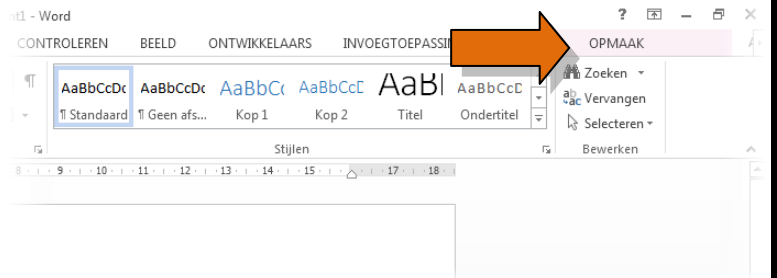 nt1 - Word ?
CONTROLEREN BEELD ONTWIKKELAARS INVOEGTOEPASSIN OPMAAK
AaBbCcDc AaBbCcDc AaBbCc AaBbCcD AaBl AaBbCcD
¶ Standaard ¶ Geen afs... Kop 1 Kop 2 Titel Ondertitel
Zoeken
Vervangen
Selecteren
Stijlen Bewerken
8 9 10 11 12 13 14 15 17 18